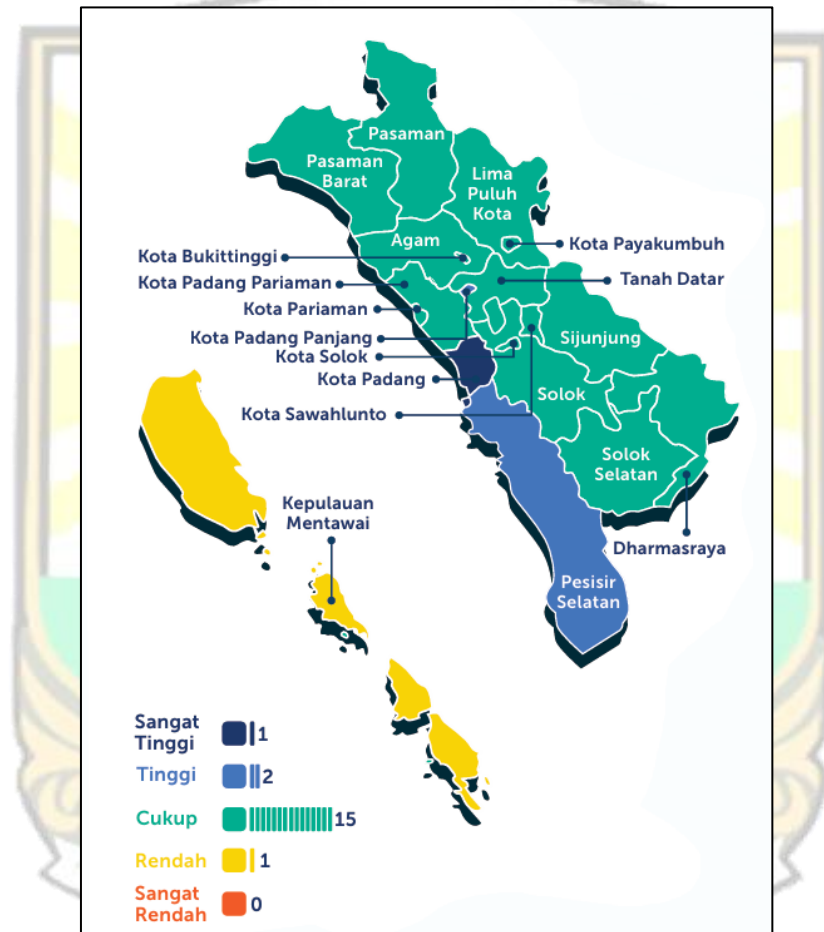 Pasaman
Pasaman
Barat
Lima
Puluh
Kota
Agam
Kota Payakumbuh
Kota Bukittinggi
Tanah Datar
Kota Padang Pariaman
Kota Pariaman
Kota Padang Panjang
Sijunjung
Kota Solok
Kota Padang
Solok
Kota Sawahlunto
Solok
Selatan
Kepulauan
Mentawai
Dharmasraya
Pesisir
Selatan
Sangat
Tinggi
1
Tinggi 2
Cukup 15
Rendah 1
Sangat
Rendah
0